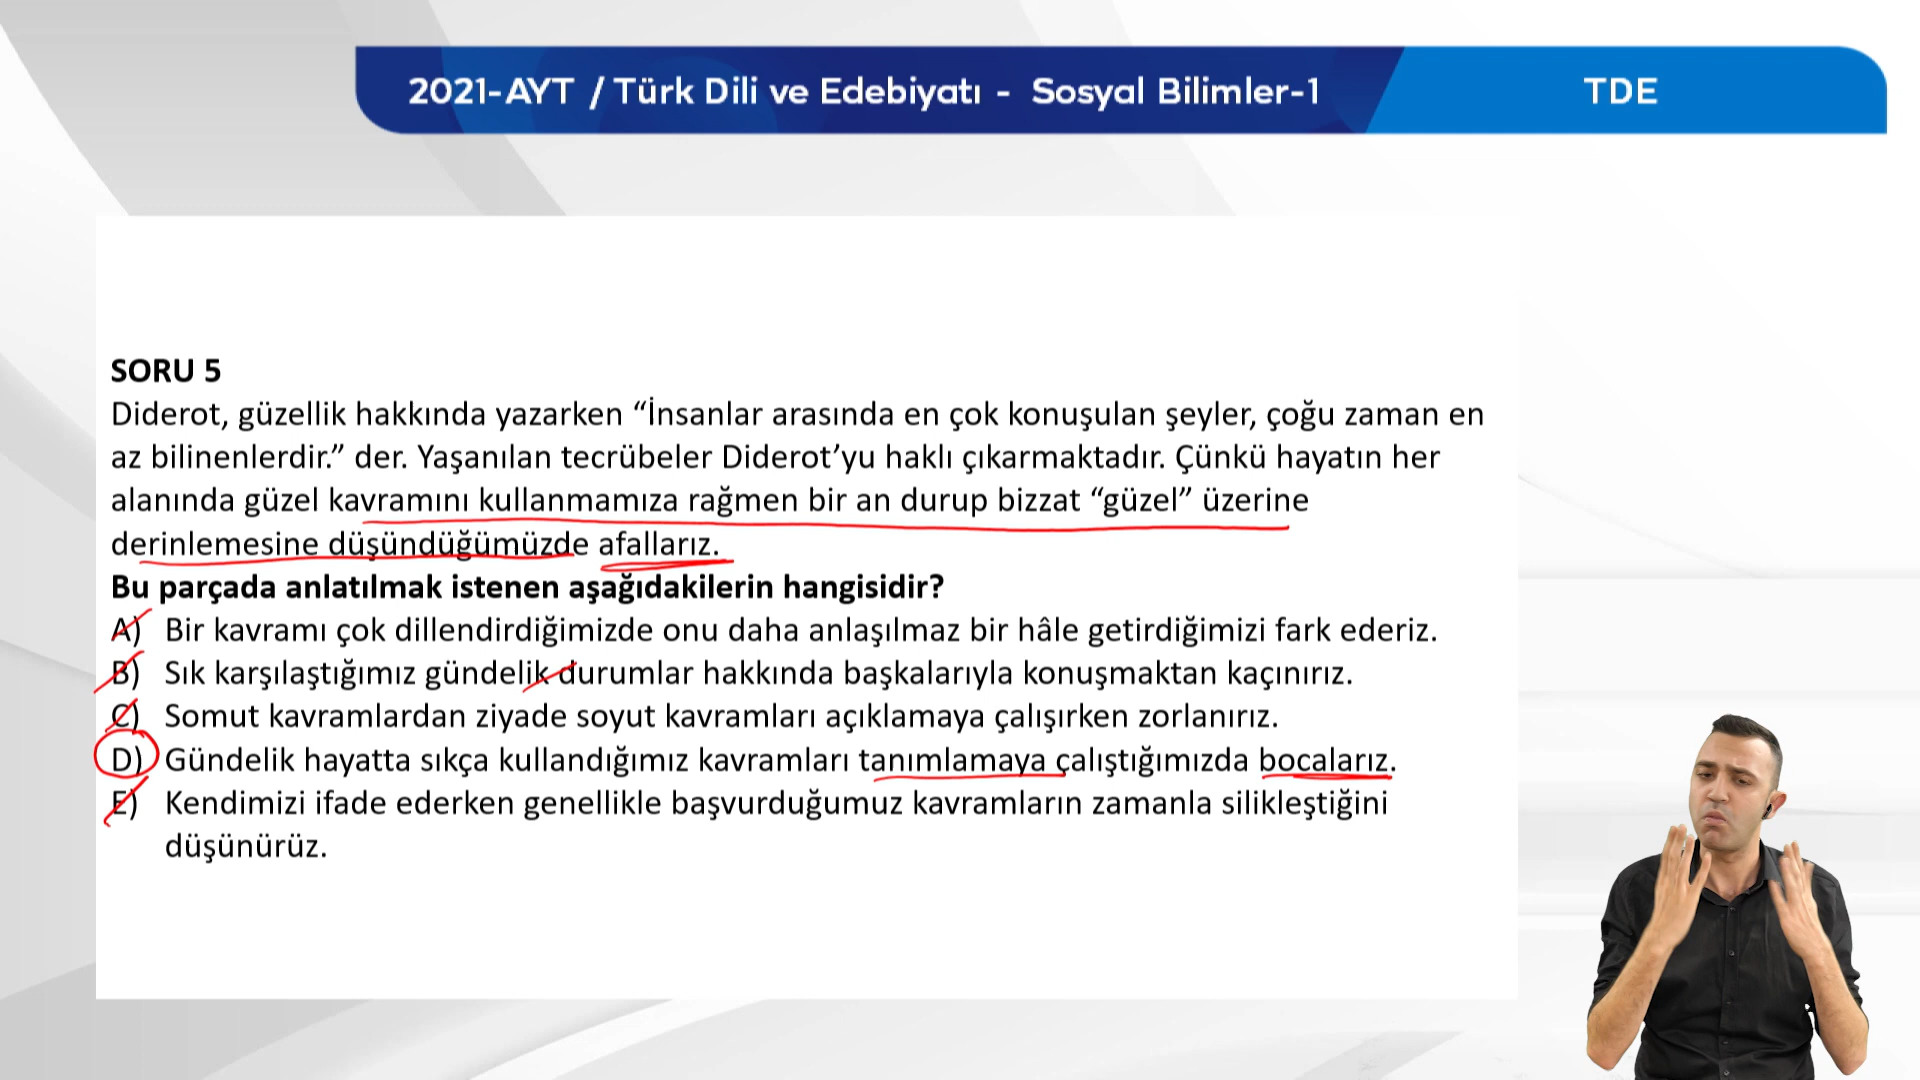 2021-AYT / Türk Dili ve Edebiyatı - Sosyal Bilimler-1
TDE
SORU 5
Diderot, güzellik hakkında yazarken “İnsanlar arasında en çok konuşulan şeyler, çoğu zaman en
az bilinenlerdir.” der. Yaşanılan tecrübeler Diderot’yu haklı çıkarmaktadır. Çünkü hayatın her
alanında güzel kavramını kullanmamıza rağmen bir an durup bizzat “güzel” üzerine
derinlemesine düşündüğümüzde afallarız.
Bu parçada anlatılmak istenen aşağıdakilerin hangisidir?
A) Bir kavramı çok dillendirdiğimizde onu daha anlaşılmaz bir hâle getirdiğimizi fark ederiz.
B) Sık karşılaştığımız gündelik durumlar hakkında başkalarıyla konuşmaktan kaçınırız.
C) Somut kavramlardan ziyade soyut kavramları açıklamaya çalışırken zorlanırız.
D) Gündelik hayatta sıkça kullandığımız kavramları tanımlamaya çalıştığımızda bocalarız.
E) Kendimizi ifade ederken genellikle başvurduğumuz kavramların zamanla silikleştiğini
düşünürüz.